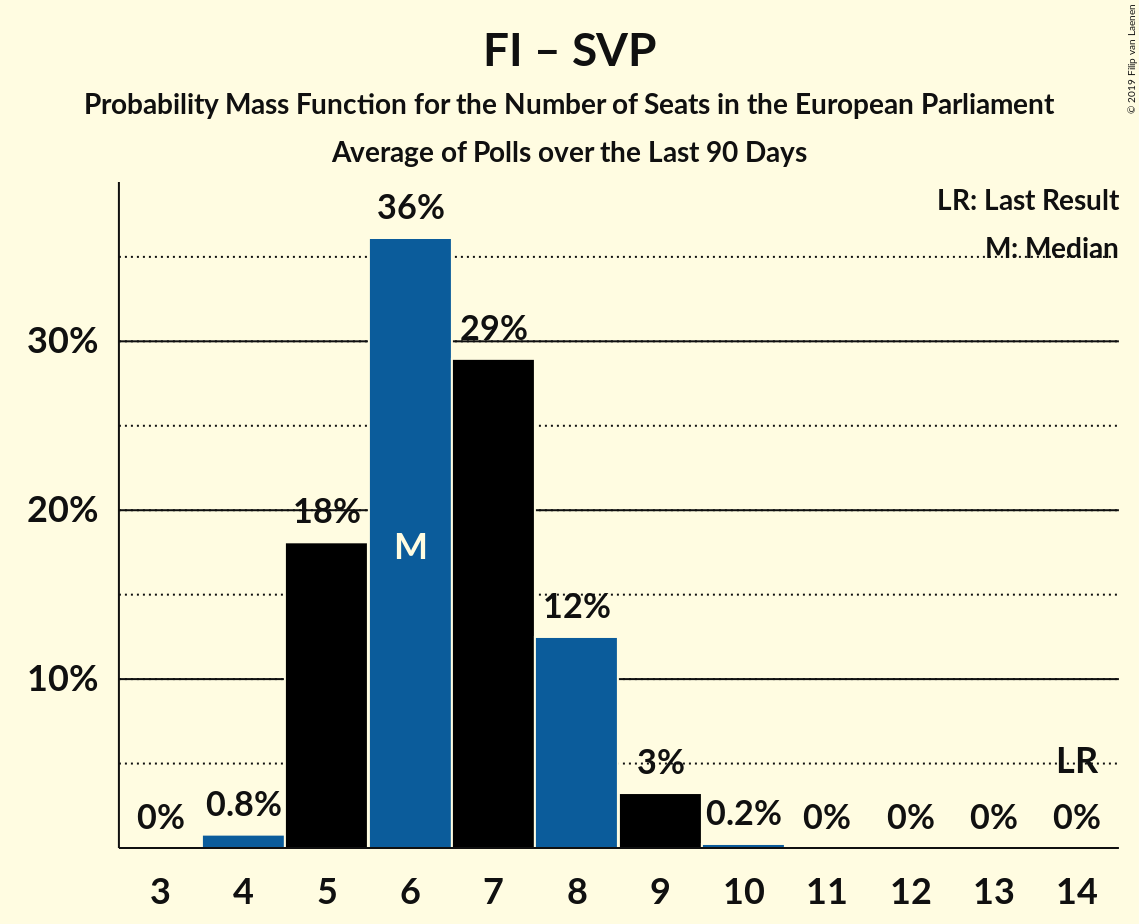 FI – SVP
Probability Mass Function for the Number of Seats in the European Parliament
Average of Polls over the Last 90 Days
© 2019 Filip van Laenen
LR: Last Result
M: Median
36%
30%
29%
20%
18%
M
12%
10%
3%
LR
0%
0.8%
0.2%
0%
0%
0%
0%
3 4 5 6 7 8 9 10 11 12 13 14